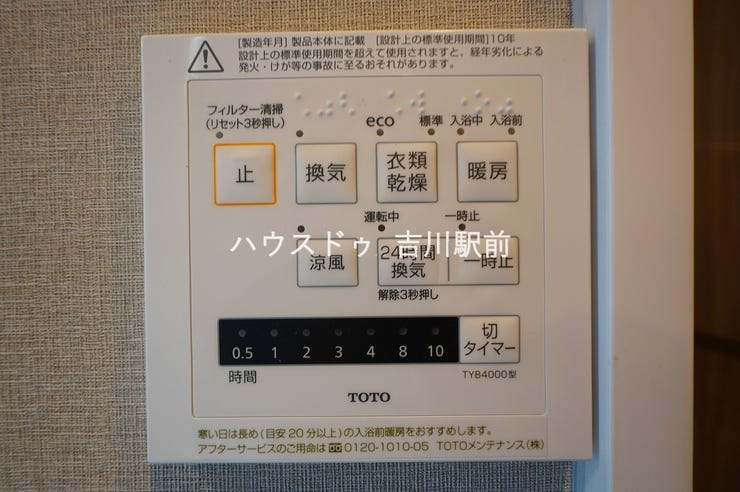 [製造年月] 製品本体に記載 [設計上の標準使用期間]10年
設計上の標準使用期間を超えて使用されますと、経年劣化による
発火・けが等の事故に至るおそれがあります。
フィルター清掃
(リセット3秒押し)
eco
標準
入浴中
入浴前
止
換気
衣類
乾燥
暖房
運転中
一時止
ハウスドゥ 吉川駅前
涼風
24時間
換気
一時止
解除3秒押し
0.5 1 2 3 4 8 10
切
タイマー
時間
TYB4000型
TOTO
寒い日は長め(目安20分以上)の入浴前暖房をおすすめします。
アフターサービスのご用命は 0120-1010-05 TOTOメンテナンス(株)